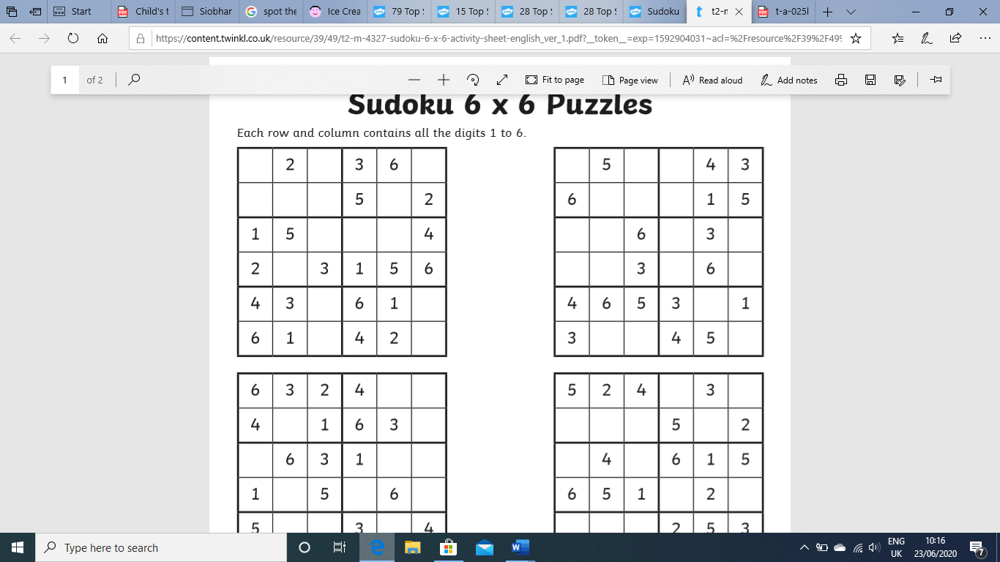 Start
Child's t
Siobhar
spot the
Ice Crea
79 Top S
15 Top S
28 Top S
28 Top S
Sudoku
t2-m
t-a-025l
https://content.twinkl.co.uk/resource/39/49/t2-m-4327-sudoku-6-x-6-activity-sheet-english_ver_1.pdf?__token__=exp=1592904031~acl=%2Fresource%2F39%2F49%
1 of 2 Fit to page Page view Read aloud Add notes
Sudoku 6 x 6 Puzzles
Each row and column contains all the digits 1 to 6.
2 3 6
5 2
1 5 4
2 3 1 5 6
4 3 6 1
6 1 4 2
5 4 3
6 1 5
6 3
3 6
4 6 5 3 1
3 4 5
6 3 2 4
4 1 6 3
6 3 1
1 5 6
5 3 4
5 2 4 3
5 2
4 6 1 5
6 5 1 2
2 5 3
Type here to search
ENG
UK
10:16
23/06/2020
7